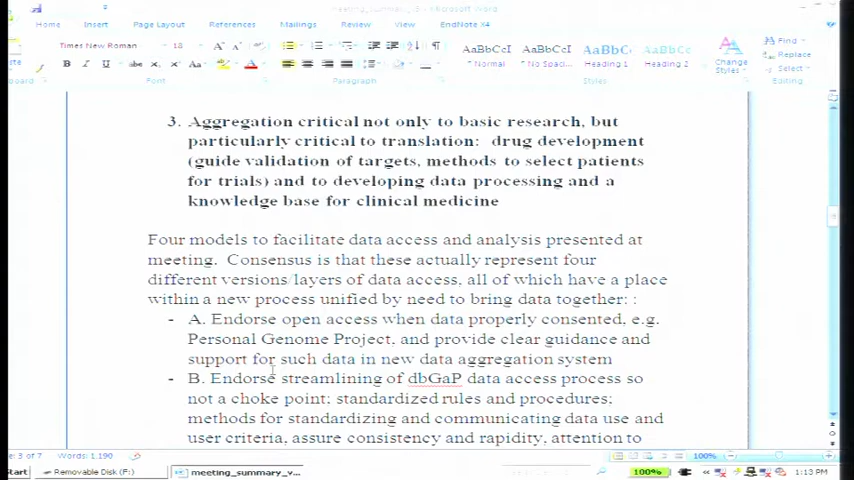 Home Insert Page Layout References Mailings Review View EndNote X4
Times New Roman 18
AaBbCcI AaBbCcI AaBbCc AaBbCcI
Normal No Spaci... Heading 1 Heading 2 Change Styles
Find
Replace
Select
Font Paragraph Styles Editing
3. Aggregation critical not only to basic research, but
particularly critical to translation: drug development
(guide validation of targets, methods to select patients
for trials) and to developing data processing and a
knowledge base for clinical medicine
Four models to facilitate data access and analysis presented at
meeting. Consensus is that these actually represent four
different versions/layers of data access, all of which have a place
within a new process unified by need to bring data together: :
- A. Endorse open access when data properly consented, e.g.
Personal Genome Project, and provide clear guidance and
support for such data in new data aggregation system
- B. Endorse streamlining of dbGaP data access process so
not a choke point; standardized rules and procedures;
methods for standardizing and communicating data use and
user criteria, assure consistency and rapidity, attention to
: 3 of 7 Words: 1,190 100%
Start Removable Disk (F:) meeting_summary_v... 100% 1:13 PM